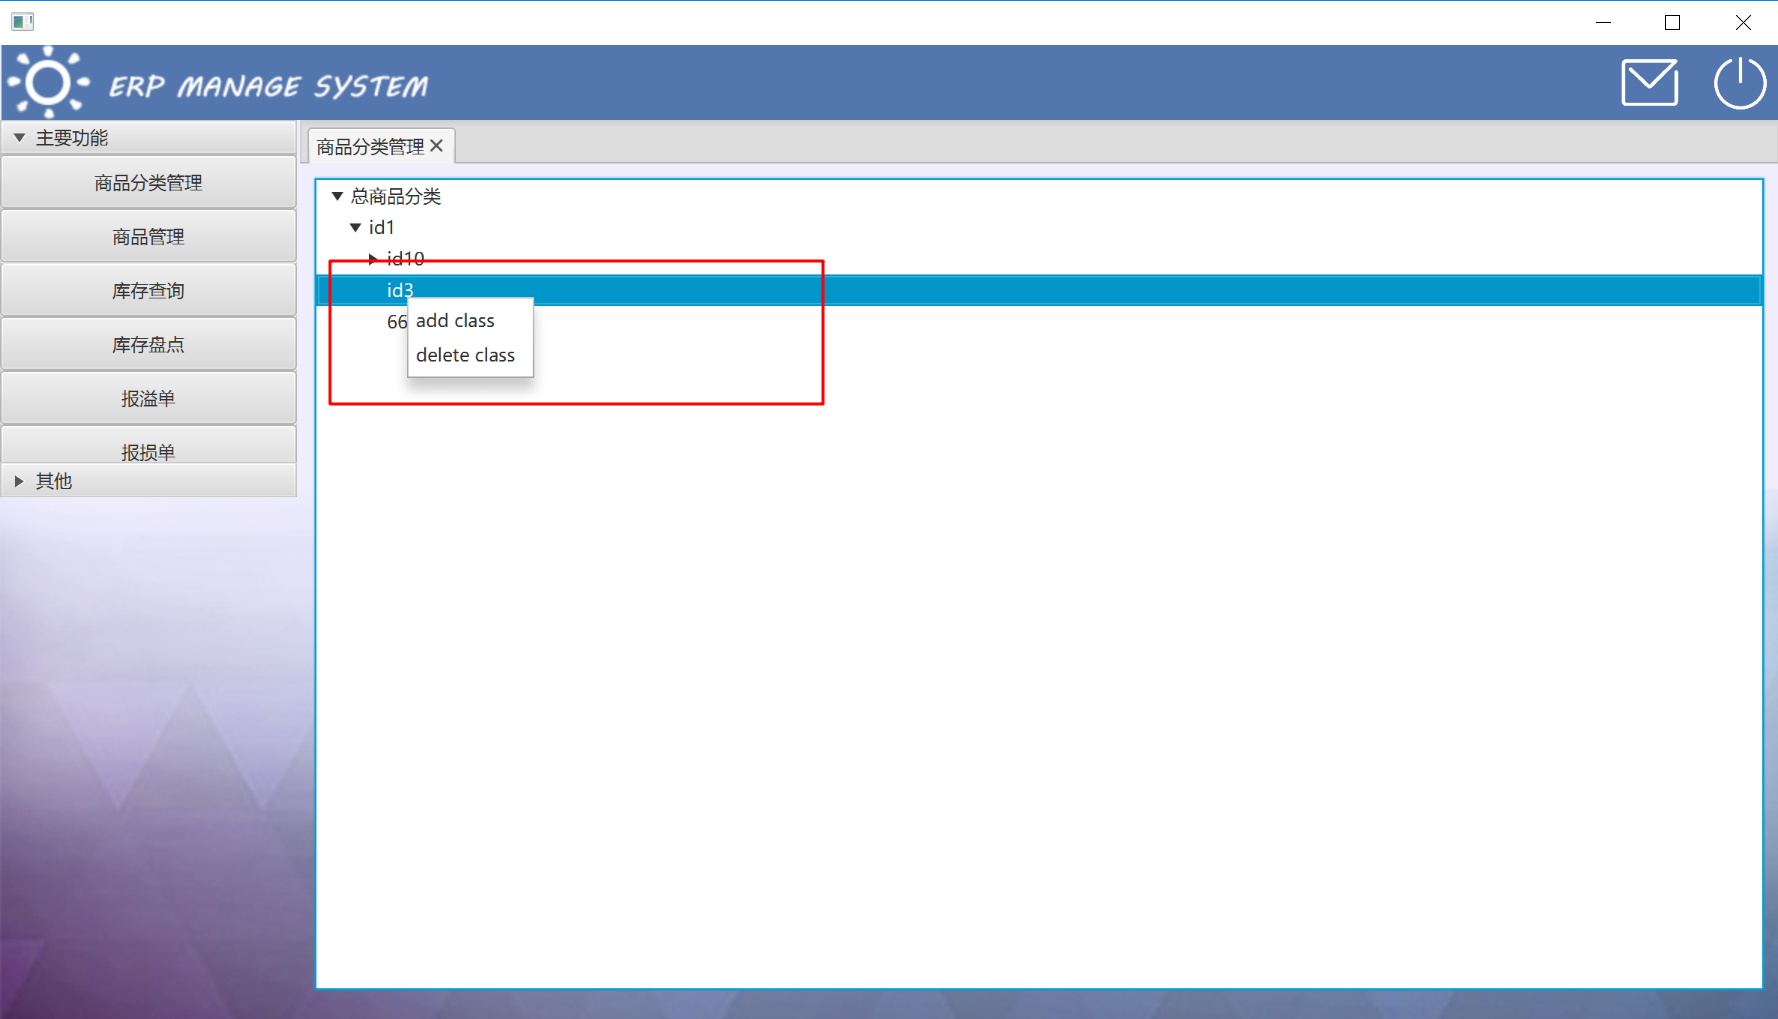 ERP MANAGE SYSTEM
主要功能
商品分类管理
商品管理
库存查询
库存盘点
报溢单
报损单
其他
商品分类管理
总商品分类
id1
id10
id3
66
add class
delete class